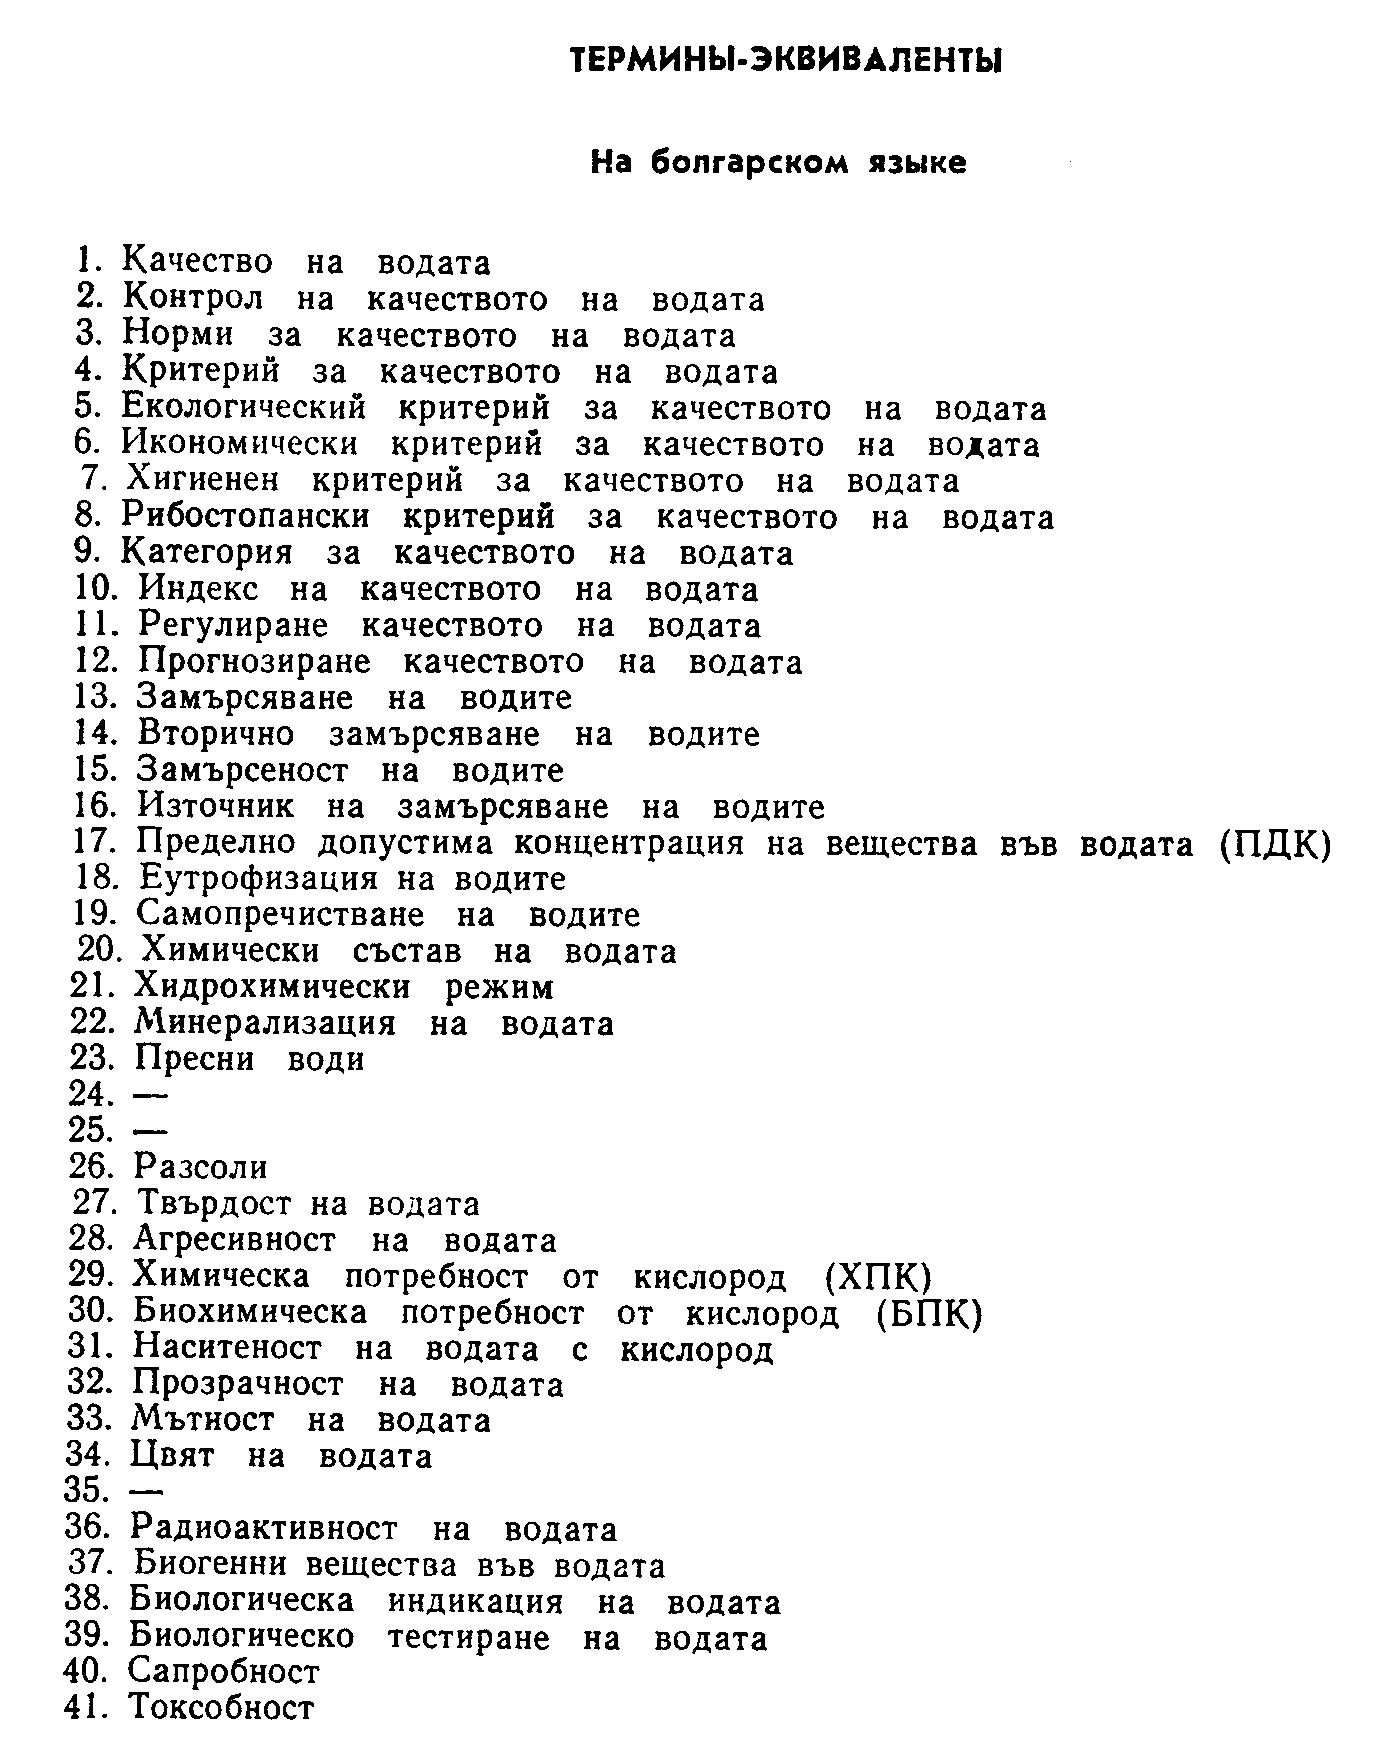 ТЕРМИНЫ-ЭКВИВАЛЕНТЫ
На болгарском языке
1. Качество на водата
2. Контрол на качеството на водата
3. Норми за качеството на водата
4. Критерий за качеството на водата
5. Екологический критерий за качеството на водата
6. Икономически критерий за качеството на водата
7. Хигиенен критерий за качеството на водата
8. Рибостопански критерий за качеството на водата
9. Категория за качеството на водата
10. Индекс на качеството на водата
11. Регулиране качеството на водата
12. Прогнозиране качеството на водата
13. Замърсяване на водите
14. Вторично замърсяване на водите
15. Замърсеност на водите
16. Източник на замърсяване на водите
17. Пределно допустима концентрация на вещества във водата (ПДК)
18. Еутрофизация на водите
19. Самопречистване на водите
20. Химически състав на водата
21. Хидрохимически режим
22. Минерализация на водата
23. Пресни води
24. —
25. —
26. Разсоли
27. Твърдост на водата
28. Агресивност на водата
29. Химическа потребност от кислород (ХПК)
30. Биохимическа потребност от кислород (БПК)
31. Наситеност на водата с кислород
32. Прозрачност на водата
33. Мътност на водата
34. Цвят на водата
35. —
36. Радиоактивност на водата
37. Биогенни вещества във водата
38. Биологическа индикация на водата
39. Биологическо тестиране на водата
40. Сапробност
41. Токсобност